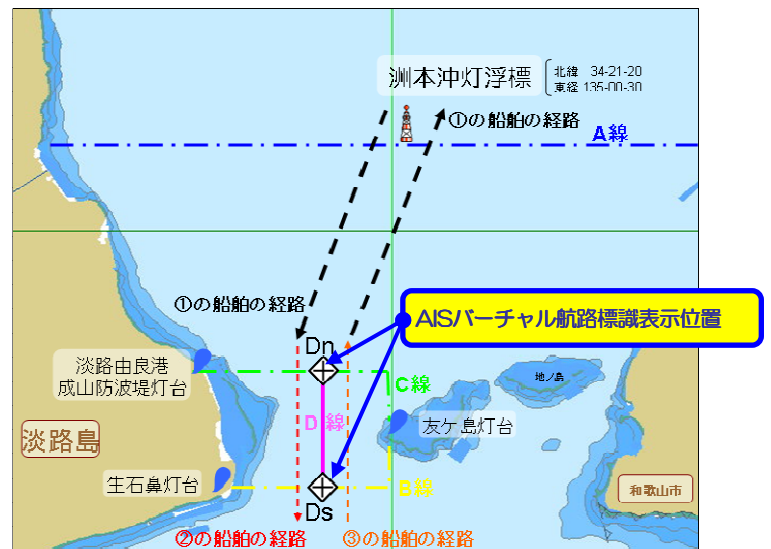 洲本沖灯浮標
北緯 34-21-20
東経 135-00-30
①の船舶の経路
A線
①の船舶の経路
AISバーチャル航路標識表示位置
Dn
淡路由良港
成山防波堤灯台
C線
地ノ島
D線
友ケ島灯台
淡路島
生石鼻灯台
B線
和歌山市
Ds
②の船舶の経路
③の船舶の経路